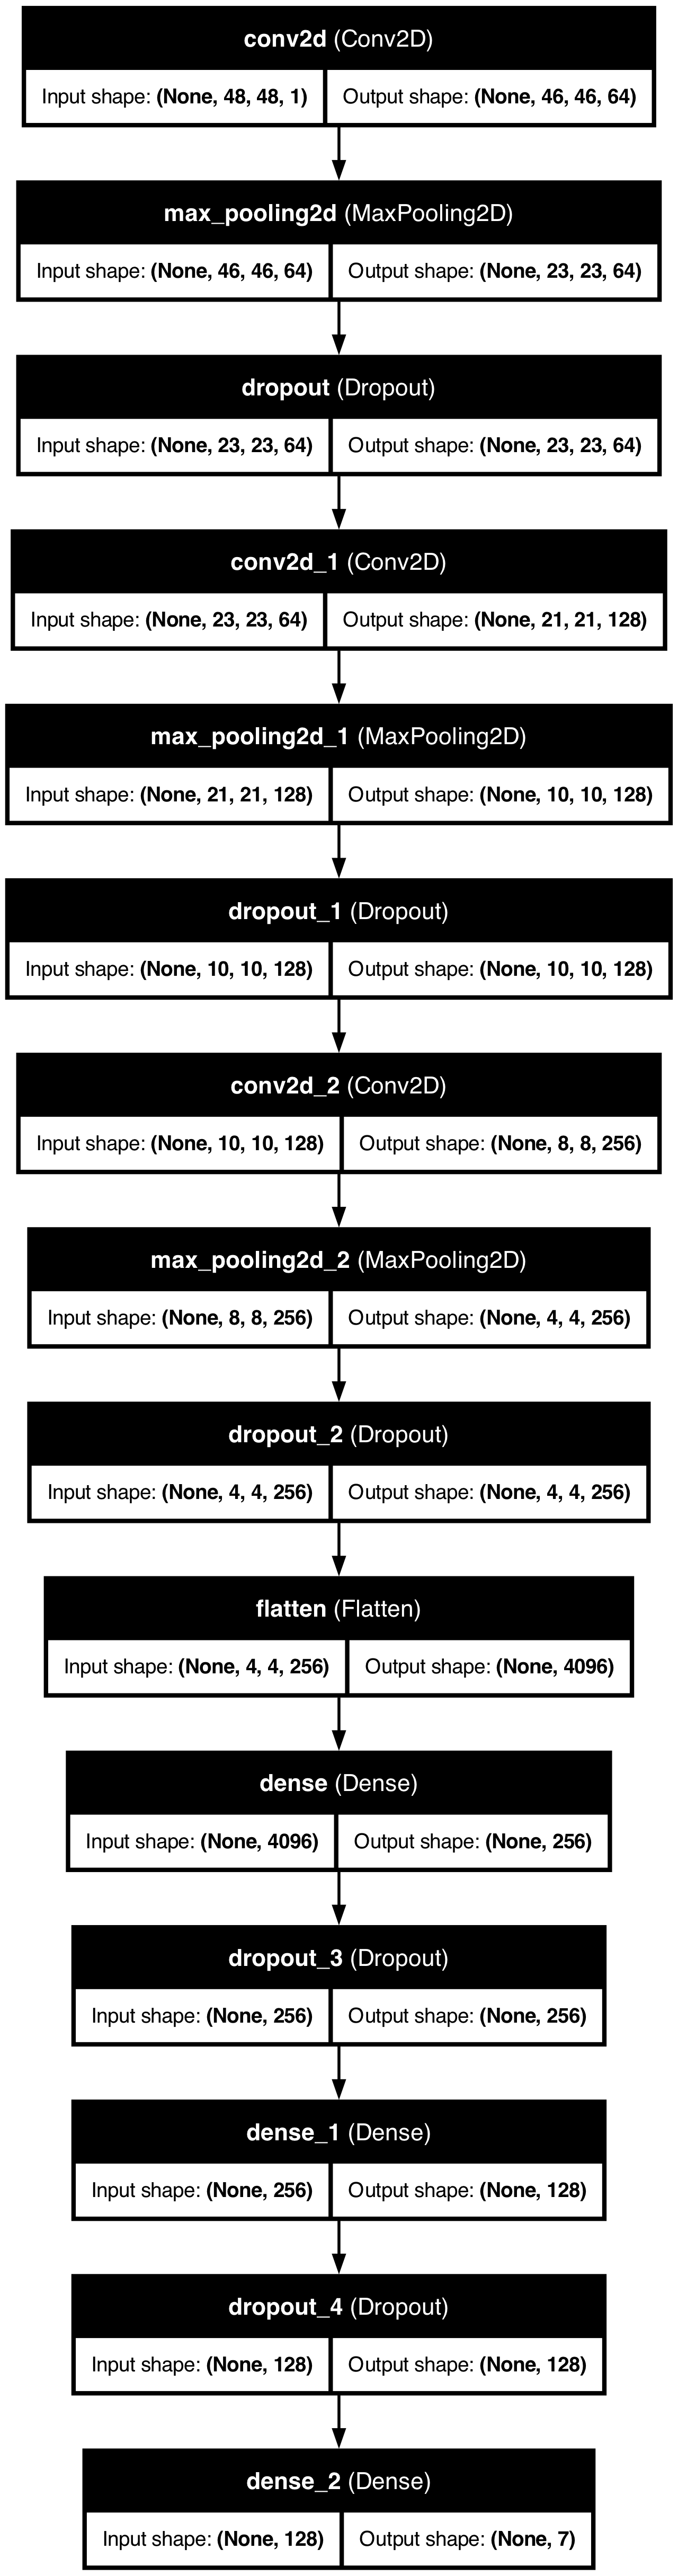 conv2d (Conv2D)
Input shape: (None, 48, 48, 1) Output shape: (None, 46, 46, 64)
max_pooling2d (MaxPooling2D)
Input shape: (None, 46, 46, 64) Output shape: (None, 23, 23, 64)
dropout (Dropout)
Input shape: (None, 23, 23, 64) Output shape: (None, 23, 23, 64)
conv2d_1 (Conv2D)
Input shape: (None, 23, 23, 64) Output shape: (None, 21, 21, 128)
max_pooling2d_1 (MaxPooling2D)
Input shape: (None, 21, 21, 128) Output shape: (None, 10, 10, 128)
dropout_1 (Dropout)
Input shape: (None, 10, 10, 128) Output shape: (None, 10, 10, 128)
conv2d_2 (Conv2D)
Input shape: (None, 10, 10, 128) Output shape: (None, 8, 8, 256)
max_pooling2d_2 (MaxPooling2D)
Input shape: (None, 8, 8, 256) Output shape: (None, 4, 4, 256)
dropout_2 (Dropout)
Input shape: (None, 4, 4, 256) Output shape: (None, 4, 4, 256)
flatten (Flatten)
Input shape: (None, 4, 4, 256) Output shape: (None, 4096)
dense (Dense)
Input shape: (None, 4096) Output shape: (None, 256)
dropout_3 (Dropout)
Input shape: (None, 256) Output shape: (None, 256)
dense_1 (Dense)
Input shape: (None, 256) Output shape: (None, 128)
dropout_4 (Dropout)
Input shape: (None, 128) Output shape: (None, 128)
dense_2 (Dense)
Input shape: (None, 128) Output shape: (None, 7)